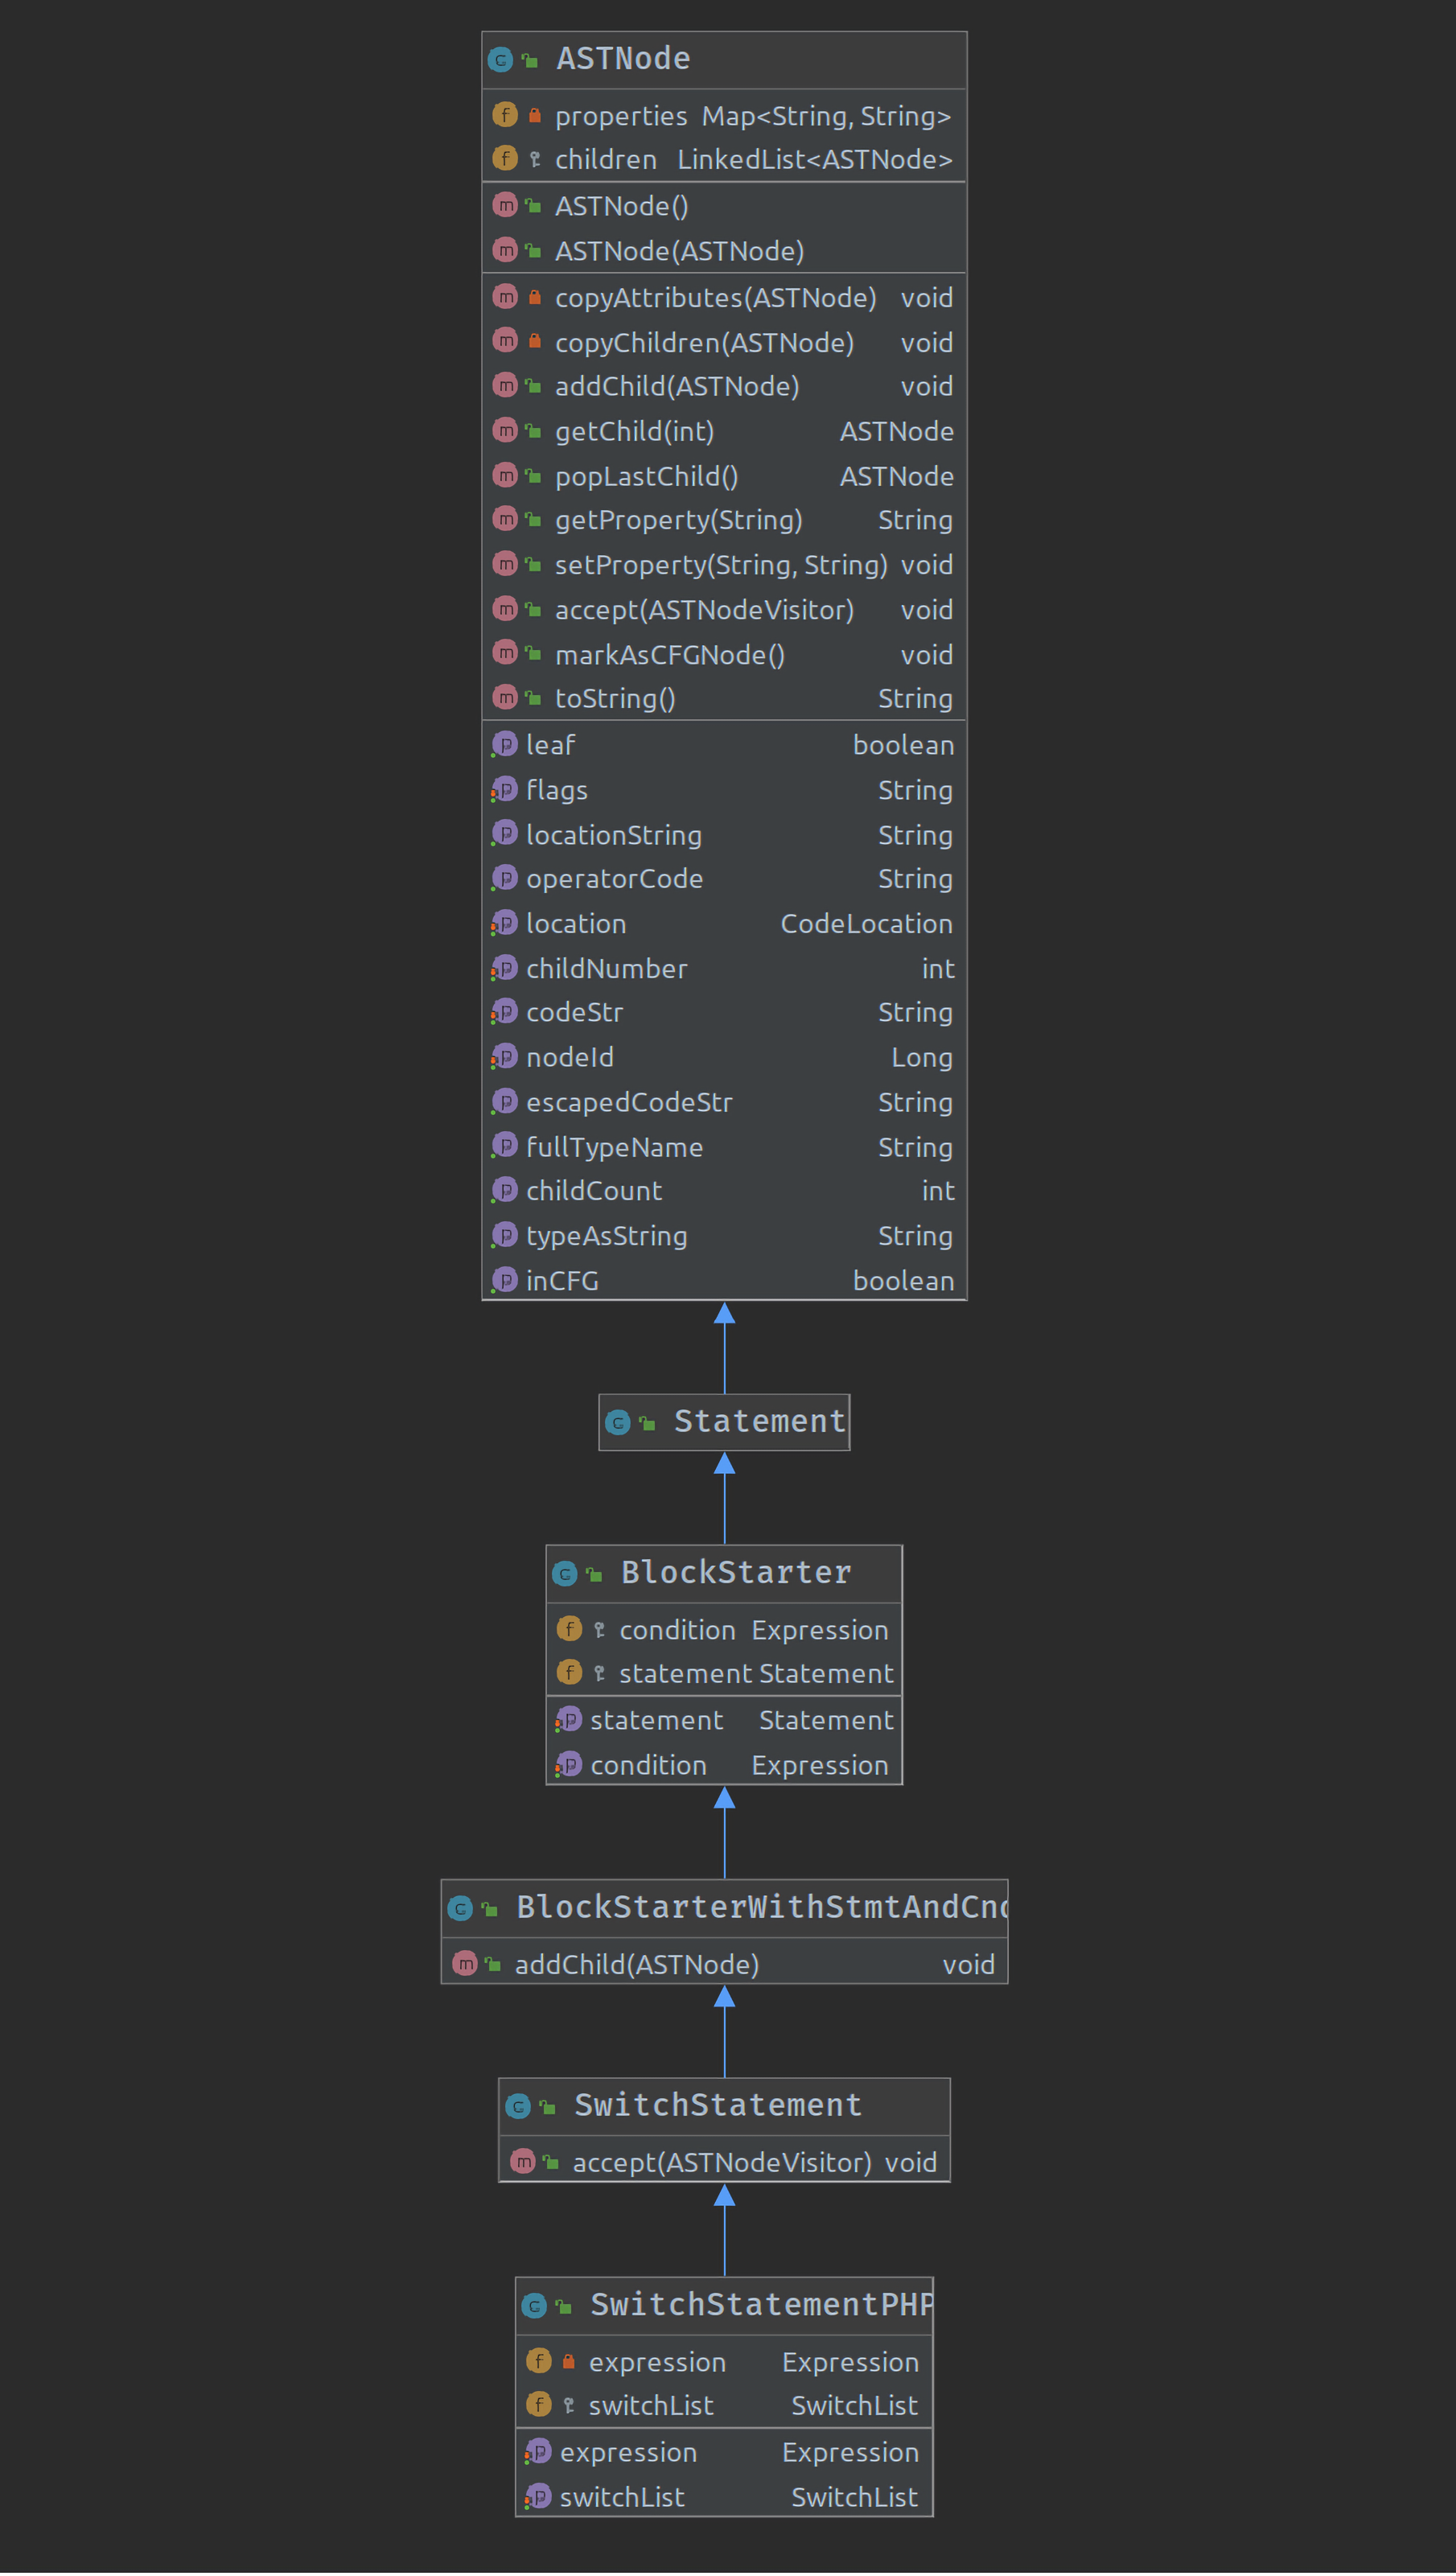 ASTNode
properties Map<String, String>
children LinkedList<ASTNode>
ASTNode()
ASTNode(ASTNode)
copyAttributes(ASTNode) void
copyChildren(ASTNode) void
addChild(ASTNode) void
getChild(int) ASTNode
popLastChild() ASTNode
getProperty(String) String
setProperty(String, String) void
accept(ASTNodeVisitor) void
markAsCFGNode() void
toString() String
leaf boolean
flags String
locationString String
operatorCode String
location CodeLocation
childNumber int
codeStr String
nodeId Long
escapedCodeStr String
fullTypeName String
childCount int
typeAsString String
inCFG boolean
Statement
BlockStarter
condition Expression
statement Statement
statement Statement
condition Expression
BlockStarterWithStmtAndCnd
addChild(ASTNode) void
SwitchStatement
accept(ASTNodeVisitor) void
SwitchStatementPHP
expression Expression
switchList SwitchList
expression Expression
switchList SwitchList